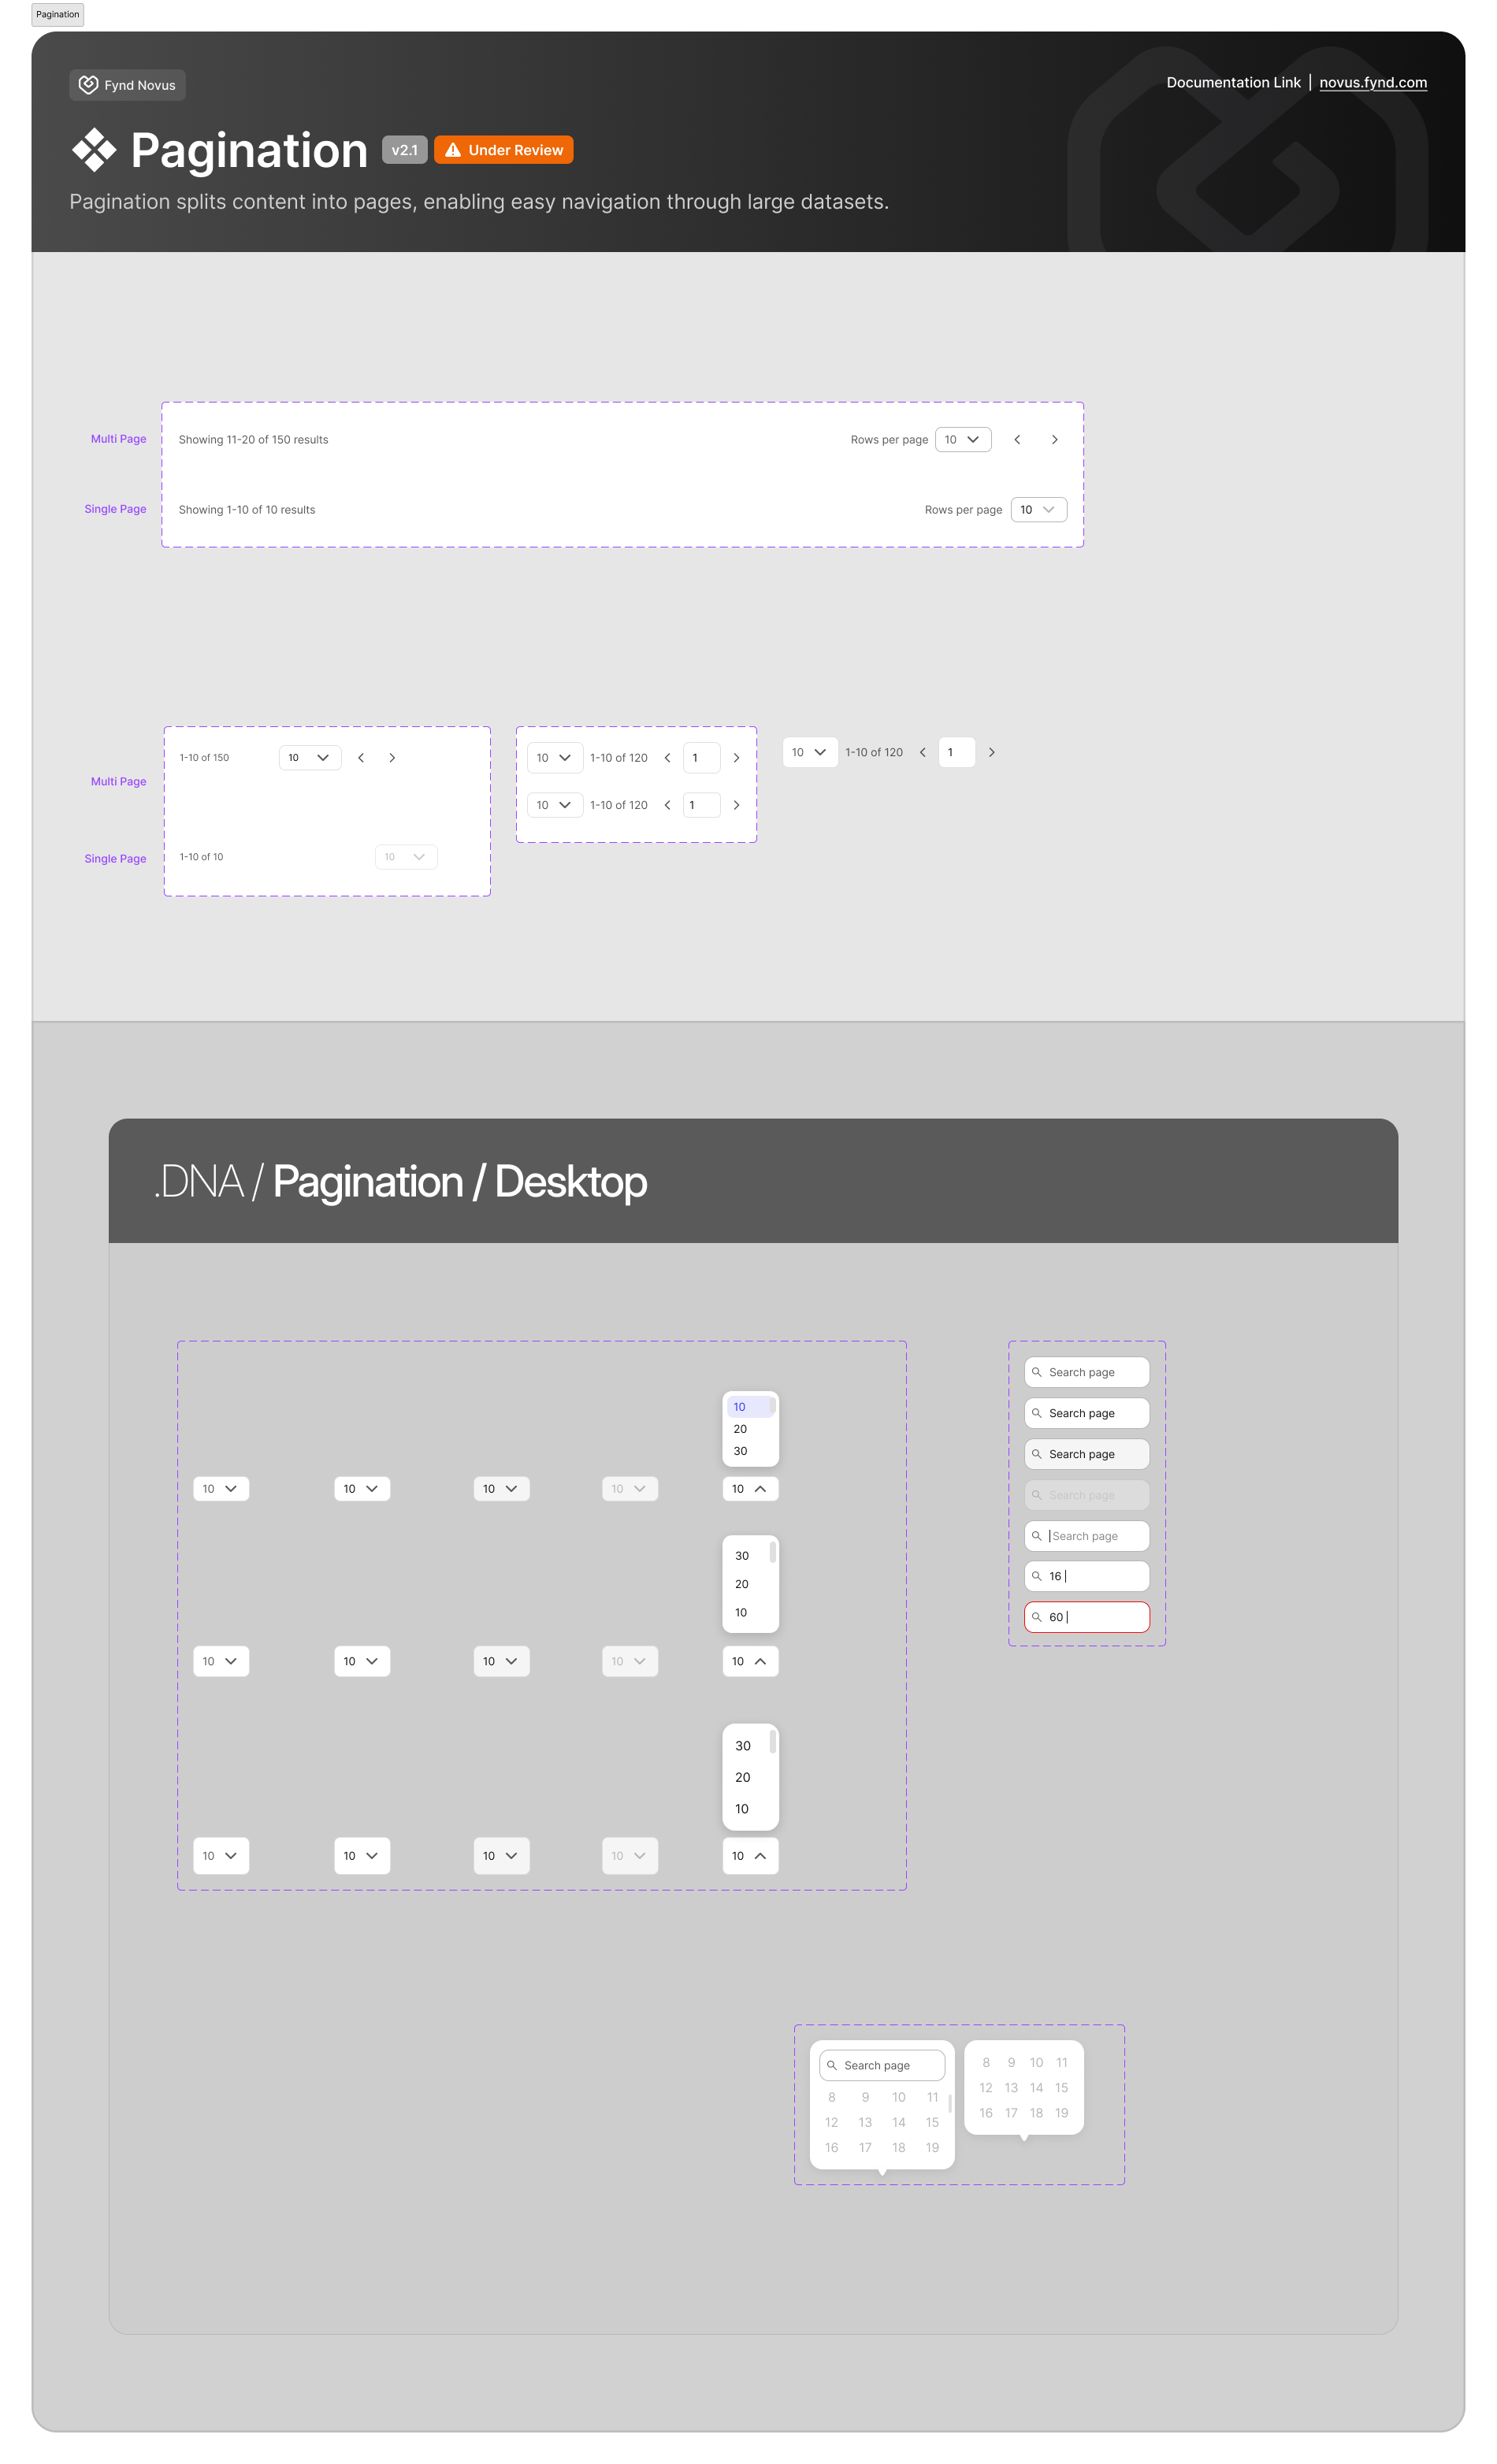 Pagination
Fynd Novus
Documentation Link | novus.fynd.com
Pagination v2.1 Under Review
Pagination splits content into pages, enabling easy navigation through large datasets.
Multi Page Showing 11-20 of 150 results Rows per page 10
Single Page Showing 1-10 of 10 results Rows per page 10
Multi Page
Single Page
1-10 of 150 10
1-10 of 10 10
10 1-10 of 120 1
10 1-10 of 120 1
10 1-10 of 120 1
.DNA / Pagination / Desktop
10
20
30
10 10 10 10 10
30
20
10
10 10 10 10 10
30
20
10
10 10 10 10 10
Search page
Search page
Search page
Search page
Search page
16
60
Search page
8 9 10 11
12 13 14 15
16 17 18 19
8 9 10 11
12 13 14 15
16 17 18 19